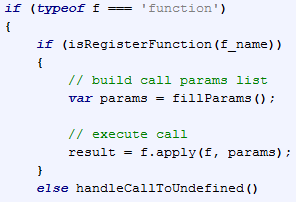 if (typeof f === 'function')
{
    if (isRegisterFunction(f_name))
    {
        // build call params list
        var params = fillParams();

        // execute call
        result = f.apply(f, params);
    }
    else handleCallToUndefined()